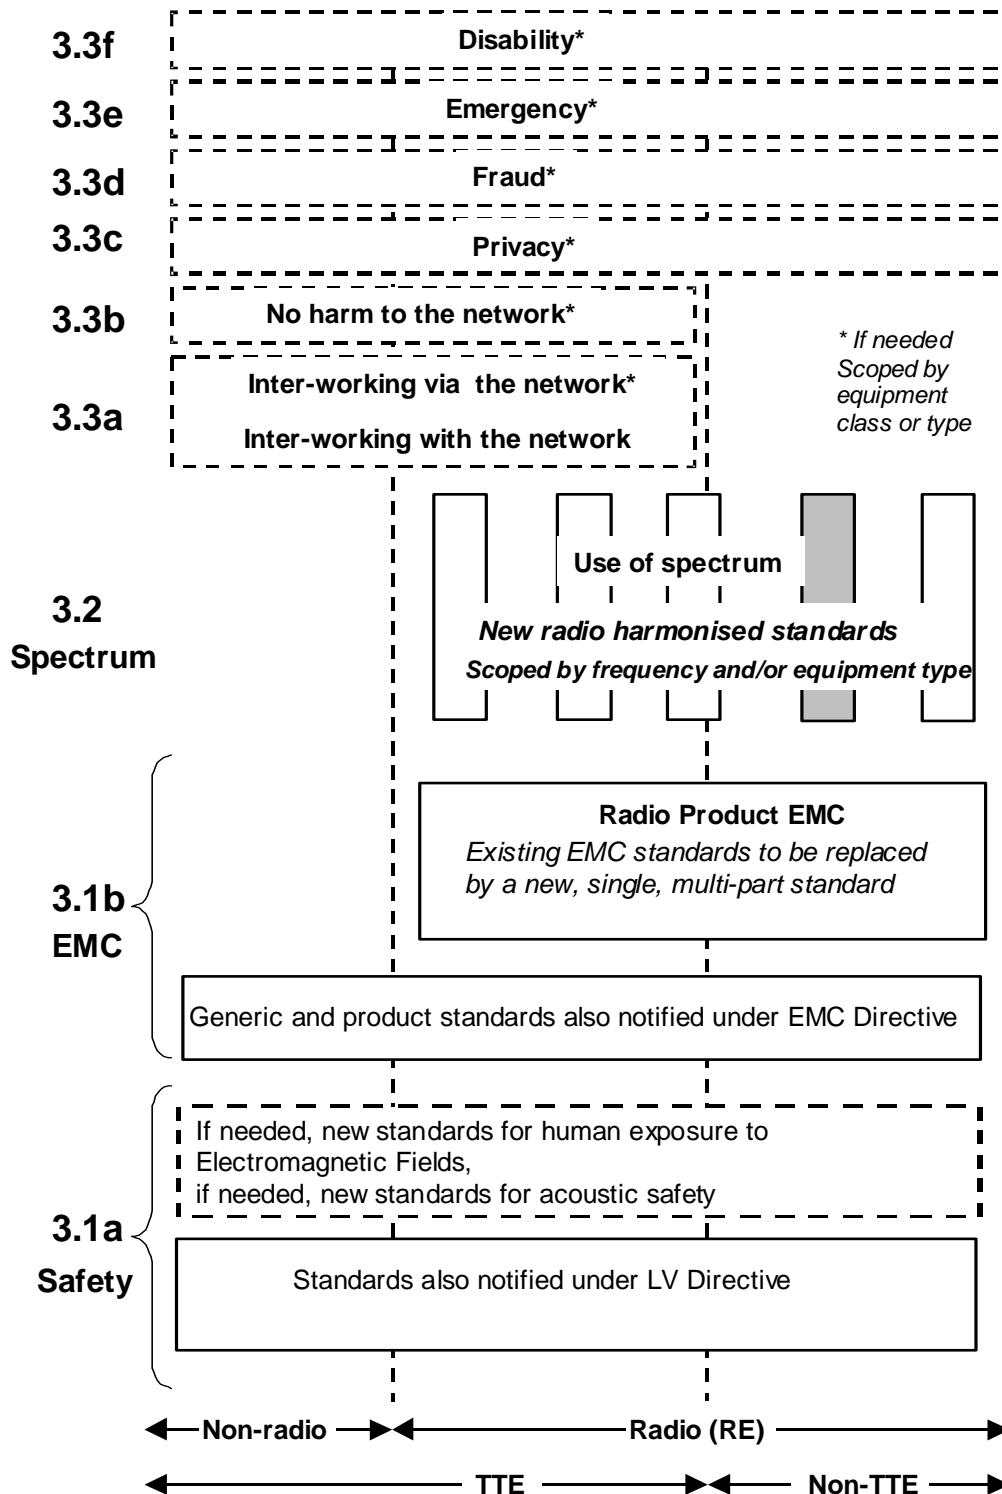 3.3f
Disability*
3.3e
Emergency*
3.3d
Fraud*
3.3c
Privacy*
3.3b
No harm to the network*
3.3a
Inter-working via the network*
Inter-working with the network
* If needed
Scoped by
equipment
class or type
3.2
Spectrum
Use of spectrum
New radio harmonised standards
Scoped by frequency and/or equipment type
3.1b
EMC
Radio Product EMC
Existing EMC standards to be replaced
by a new, single, multi-part standard
Generic and product standards also notified under EMC Directive
3.1a
Safety
If needed, new standards for human exposure to
Electromagnetic Fields,
if needed, new standards for acoustic safety
Standards also notified under LV Directive
Non-radio
Radio (RE)
TTE
Non-TTE